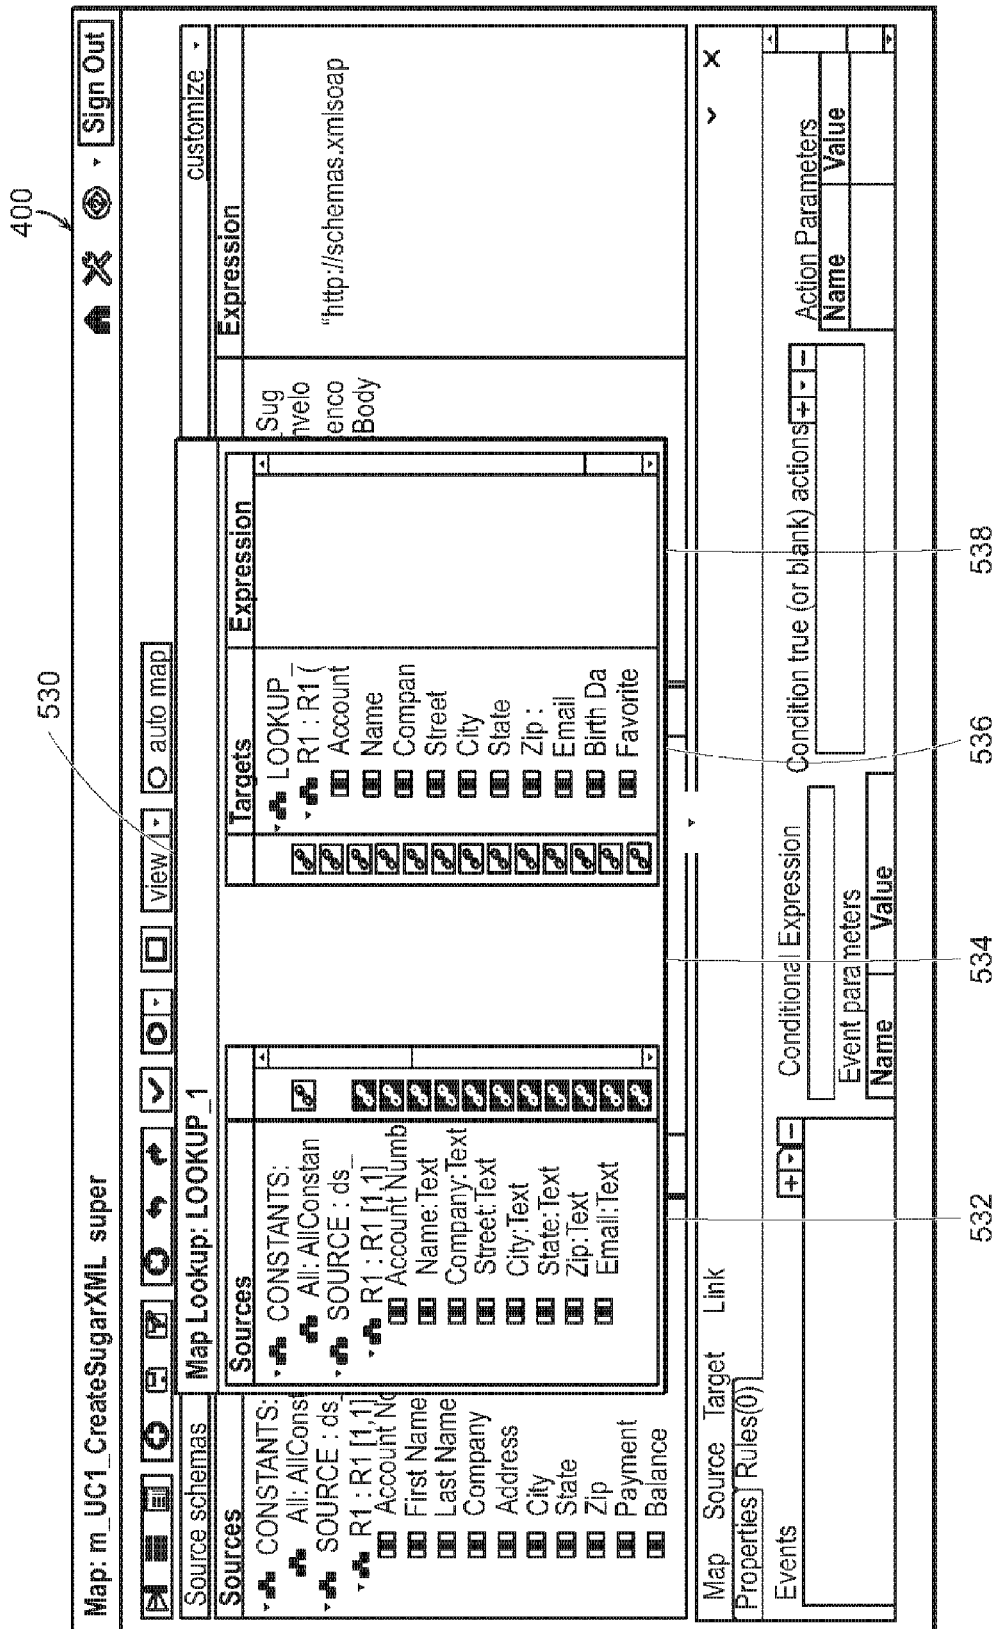 400
Map: m_UC1_CreateSugarXML super
Sign Out
view
auto map
530
Source schemas
customize
Sources
Expression
CONSTANTS:
All: AllConst
SOURCE : ds_
R1 : R1 [1,1]
Account No
First Name
Last Name
Company
Address
City
State
Zip
Payment
Balance
_Sug
nvelo
enco
Body
"http://schemas.xmlsoap
Map Lookup: LOOKUP_1
Sources
CONSTANTS:
All: AllConstan
SOURCE : ds_
R1 : R1 [1,1]
Account Numb
Name:Text
Company:Text
Street:Text
City:Text
State:Text
Zip:Text
Email:Text
Targets
Expression
LOOKUP_
R1 : R1 (
Account
Name
Compan
Street
City
State
Zip :
Email
Birth Da
Favorite
Map Source Target Link
Properties Rules(0)
Events
Conditional Expression
Event parameters
Name Value
Condition true (or blank) actions
Action Parameters
Name Value
532
534
536
538